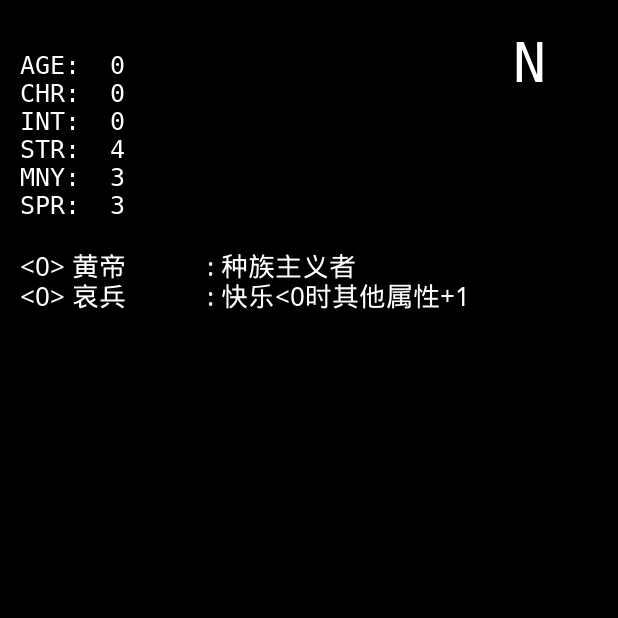 N
AGE: 0
CHR: 0
INT: 0
STR: 4
MNY: 3
SPR: 3
<0> 黄帝 : 种族主义者
<0> 哀兵 : 快乐<0时其他属性+1